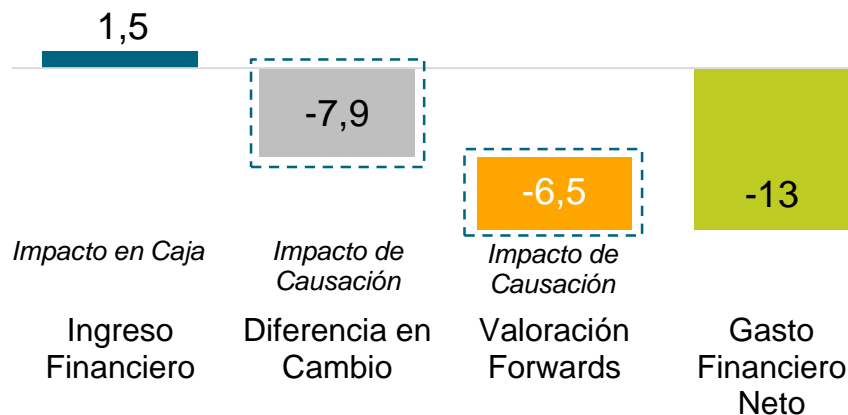 1,5
-7,9
-6,5
-13
Impacto en Caja
Impacto de
Causación
Impacto de
Causación
Ingreso
Financiero
Diferencia en
Cambio
Valoración
Forwards
Gasto
Financiero
Neto